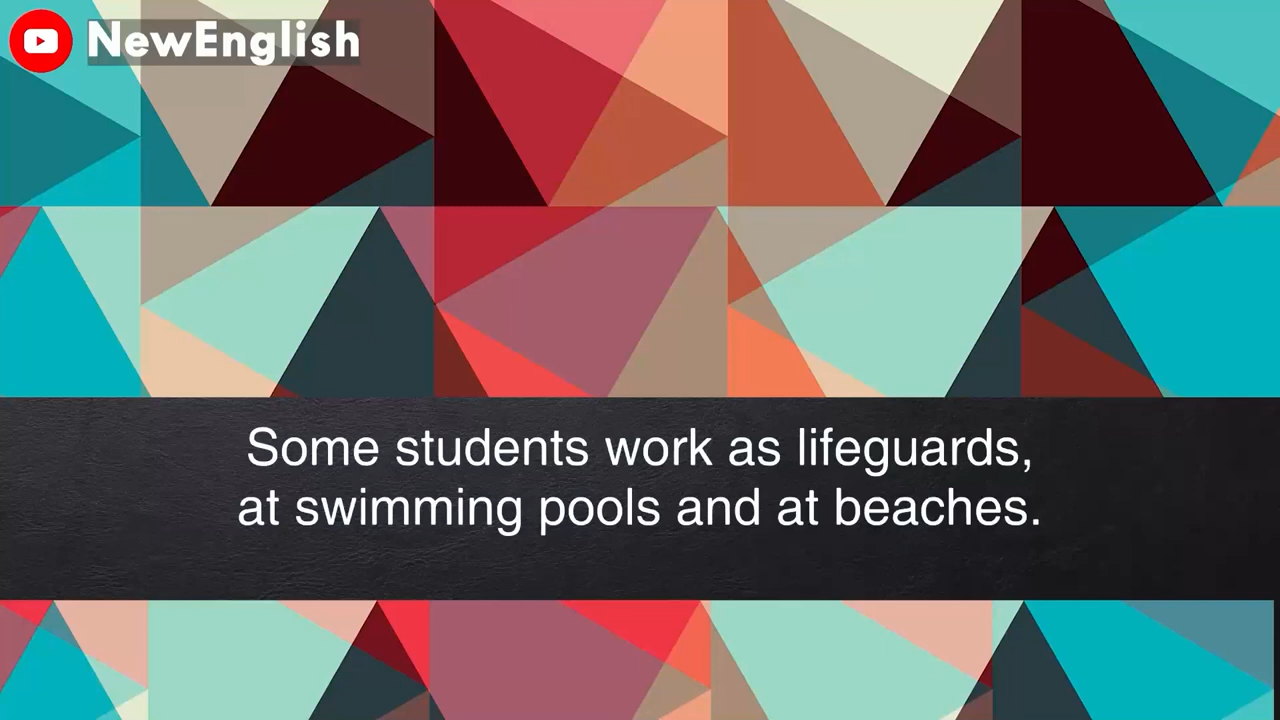 NewEnglish
Some students work as lifeguards,
at swimming pools and at beaches.